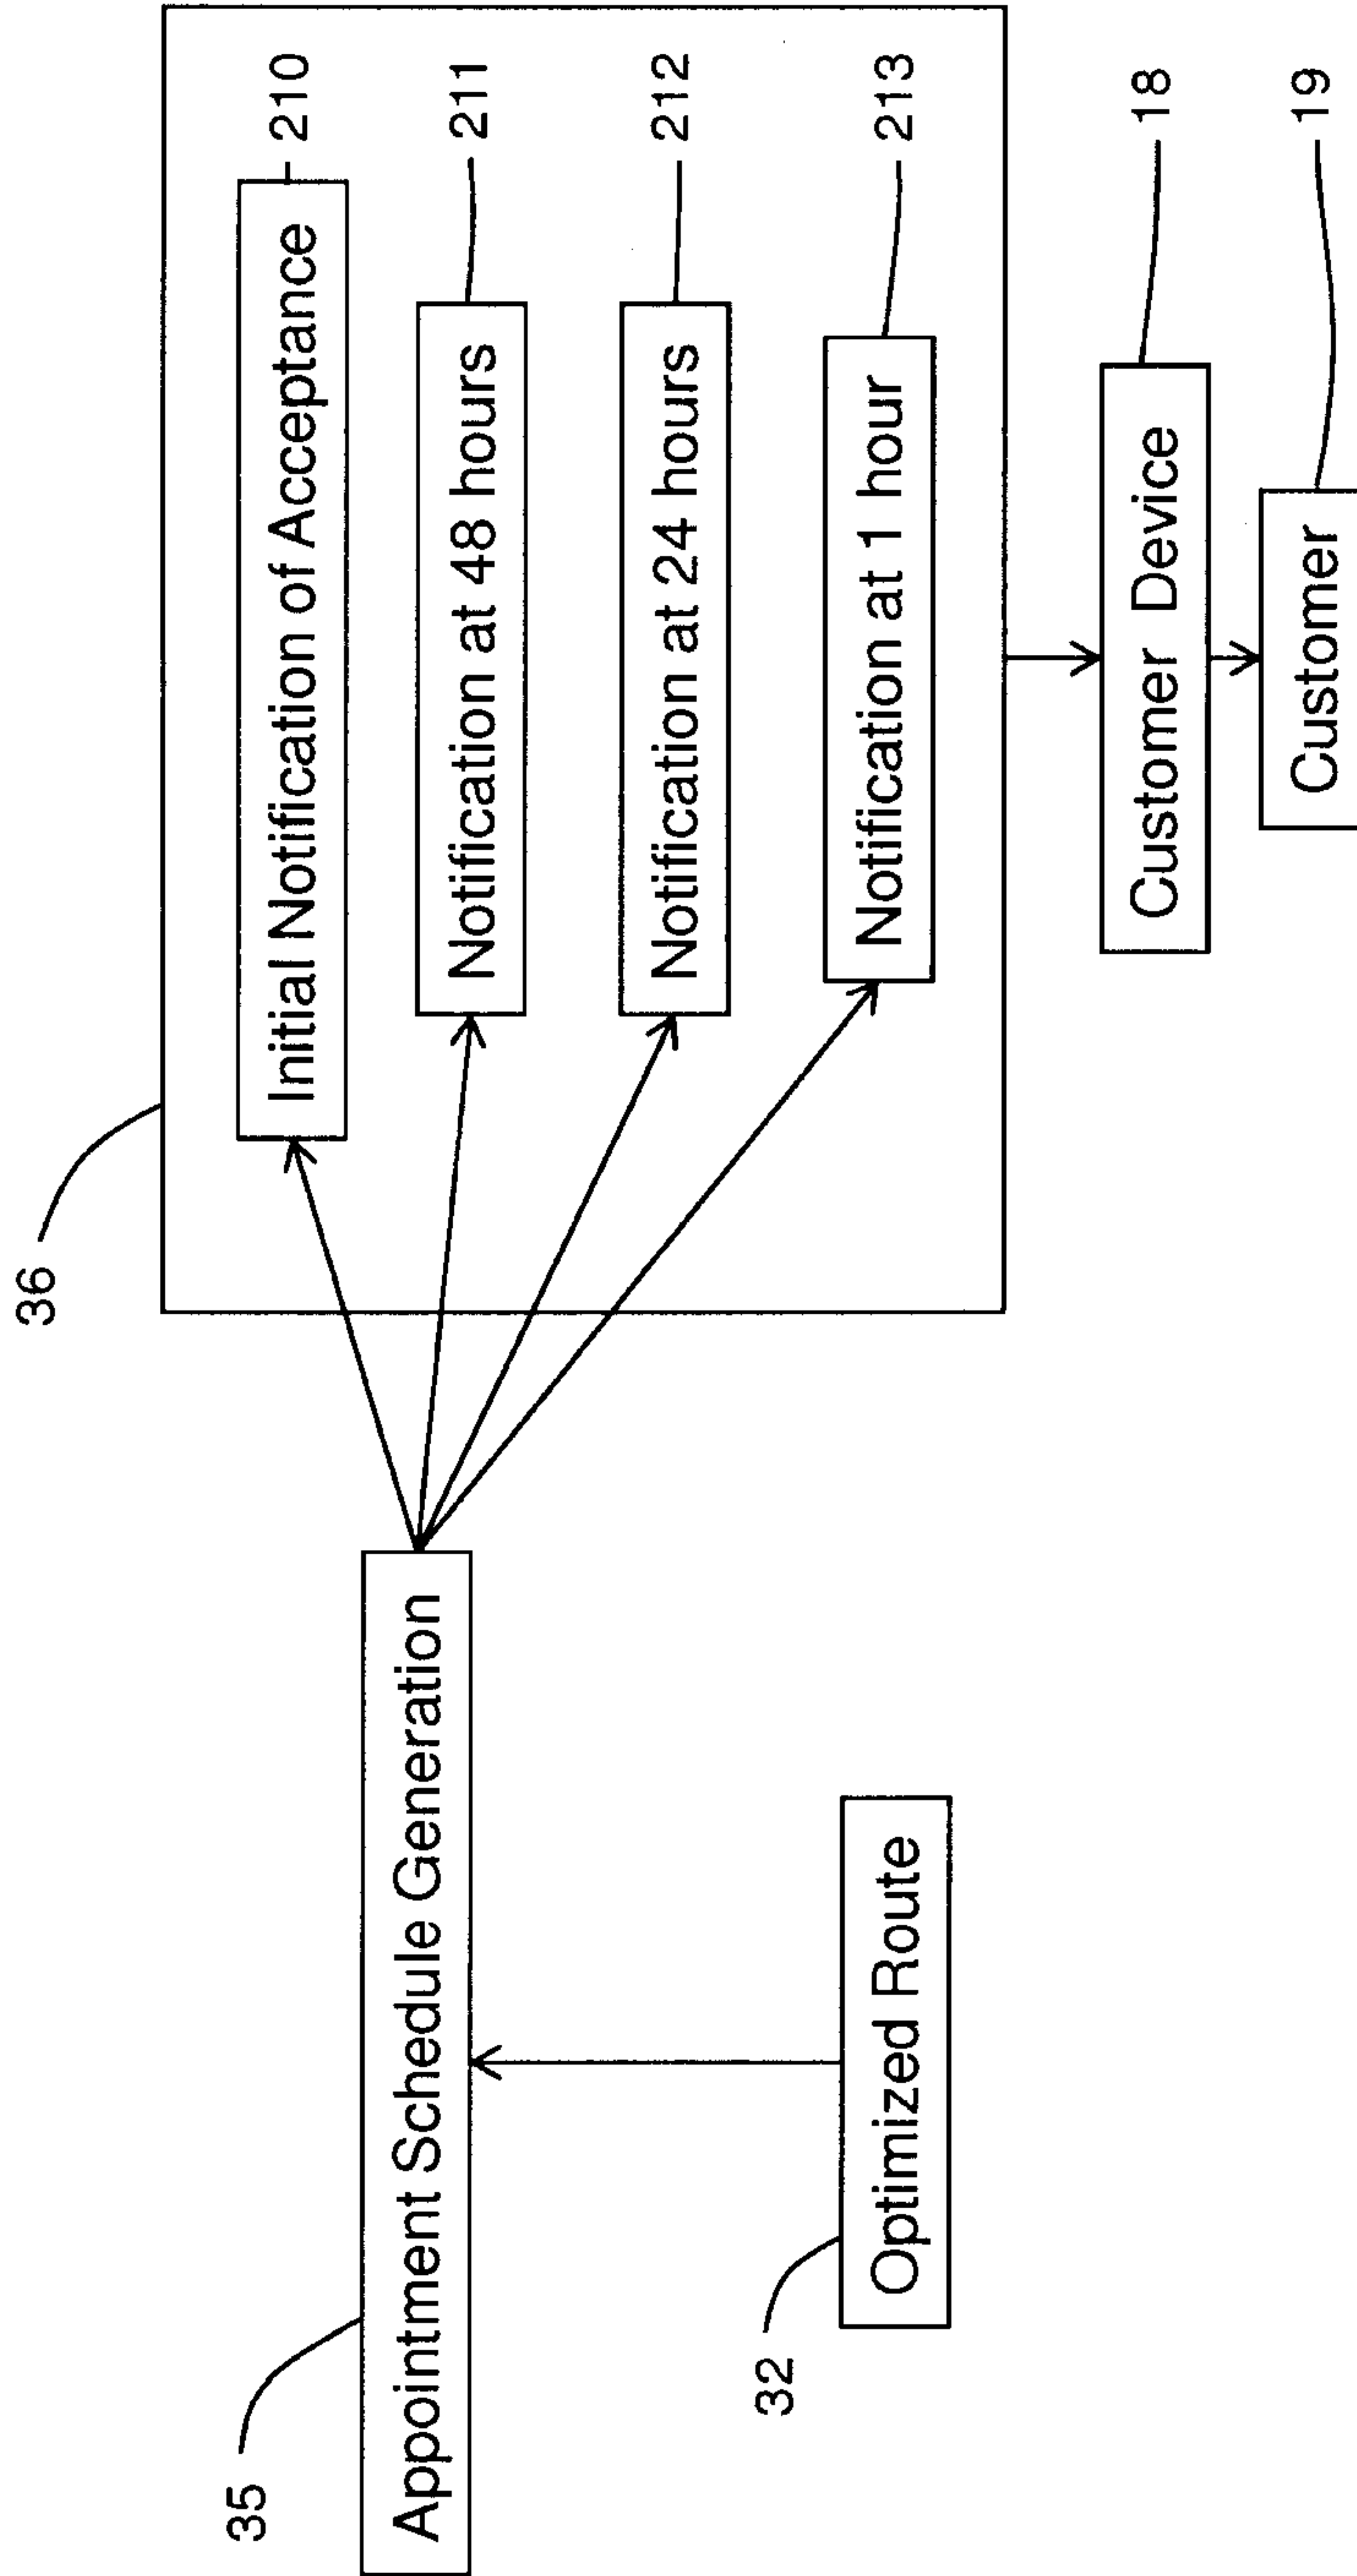 36
Initial Notification of Acceptance
210
Notification at 48 hours
211
Notification at 24 hours
212
Notification at 1 hour
213
35
Appointment Schedule Generation
32
Optimized Route
Customer Device
18
Customer
19